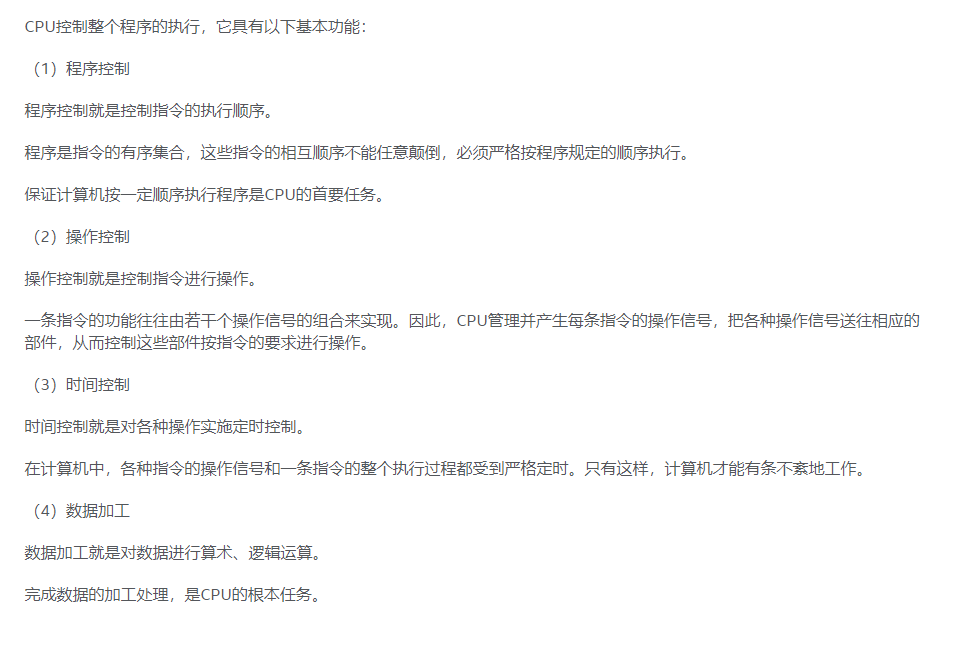 CPU控制整个程序的执行，它具有以下基本功能：
（1）程序控制
程序控制就是控制指令的执行顺序。
程序是指令的有序集合，这些指令的相互顺序不能任意颠倒，必须严格按程序规定的顺序执行。
保证计算机按一定顺序执行程序是CPU的首要任务。
（2）操作控制
操作控制就是控制指令进行操作。
一条指令的功能往往由若干个操作信号的组合来实现。因此，CPU管理并产生每条指令的操作信号，把各种操作信号送往相应的
部件，从而控制这些部件按指令的要求进行操作。
（3）时间控制
时间控制就是对各种操作实施定时控制。
在计算机中，各种指令的操作信号和一条指令的整个执行过程都受到严格定时。只有这样，计算机才能有条不紊地工作。
（4）数据加工
数据加工就是对数据进行算术、逻辑运算。
完成数据的加工处理，是CPU的根本任务。